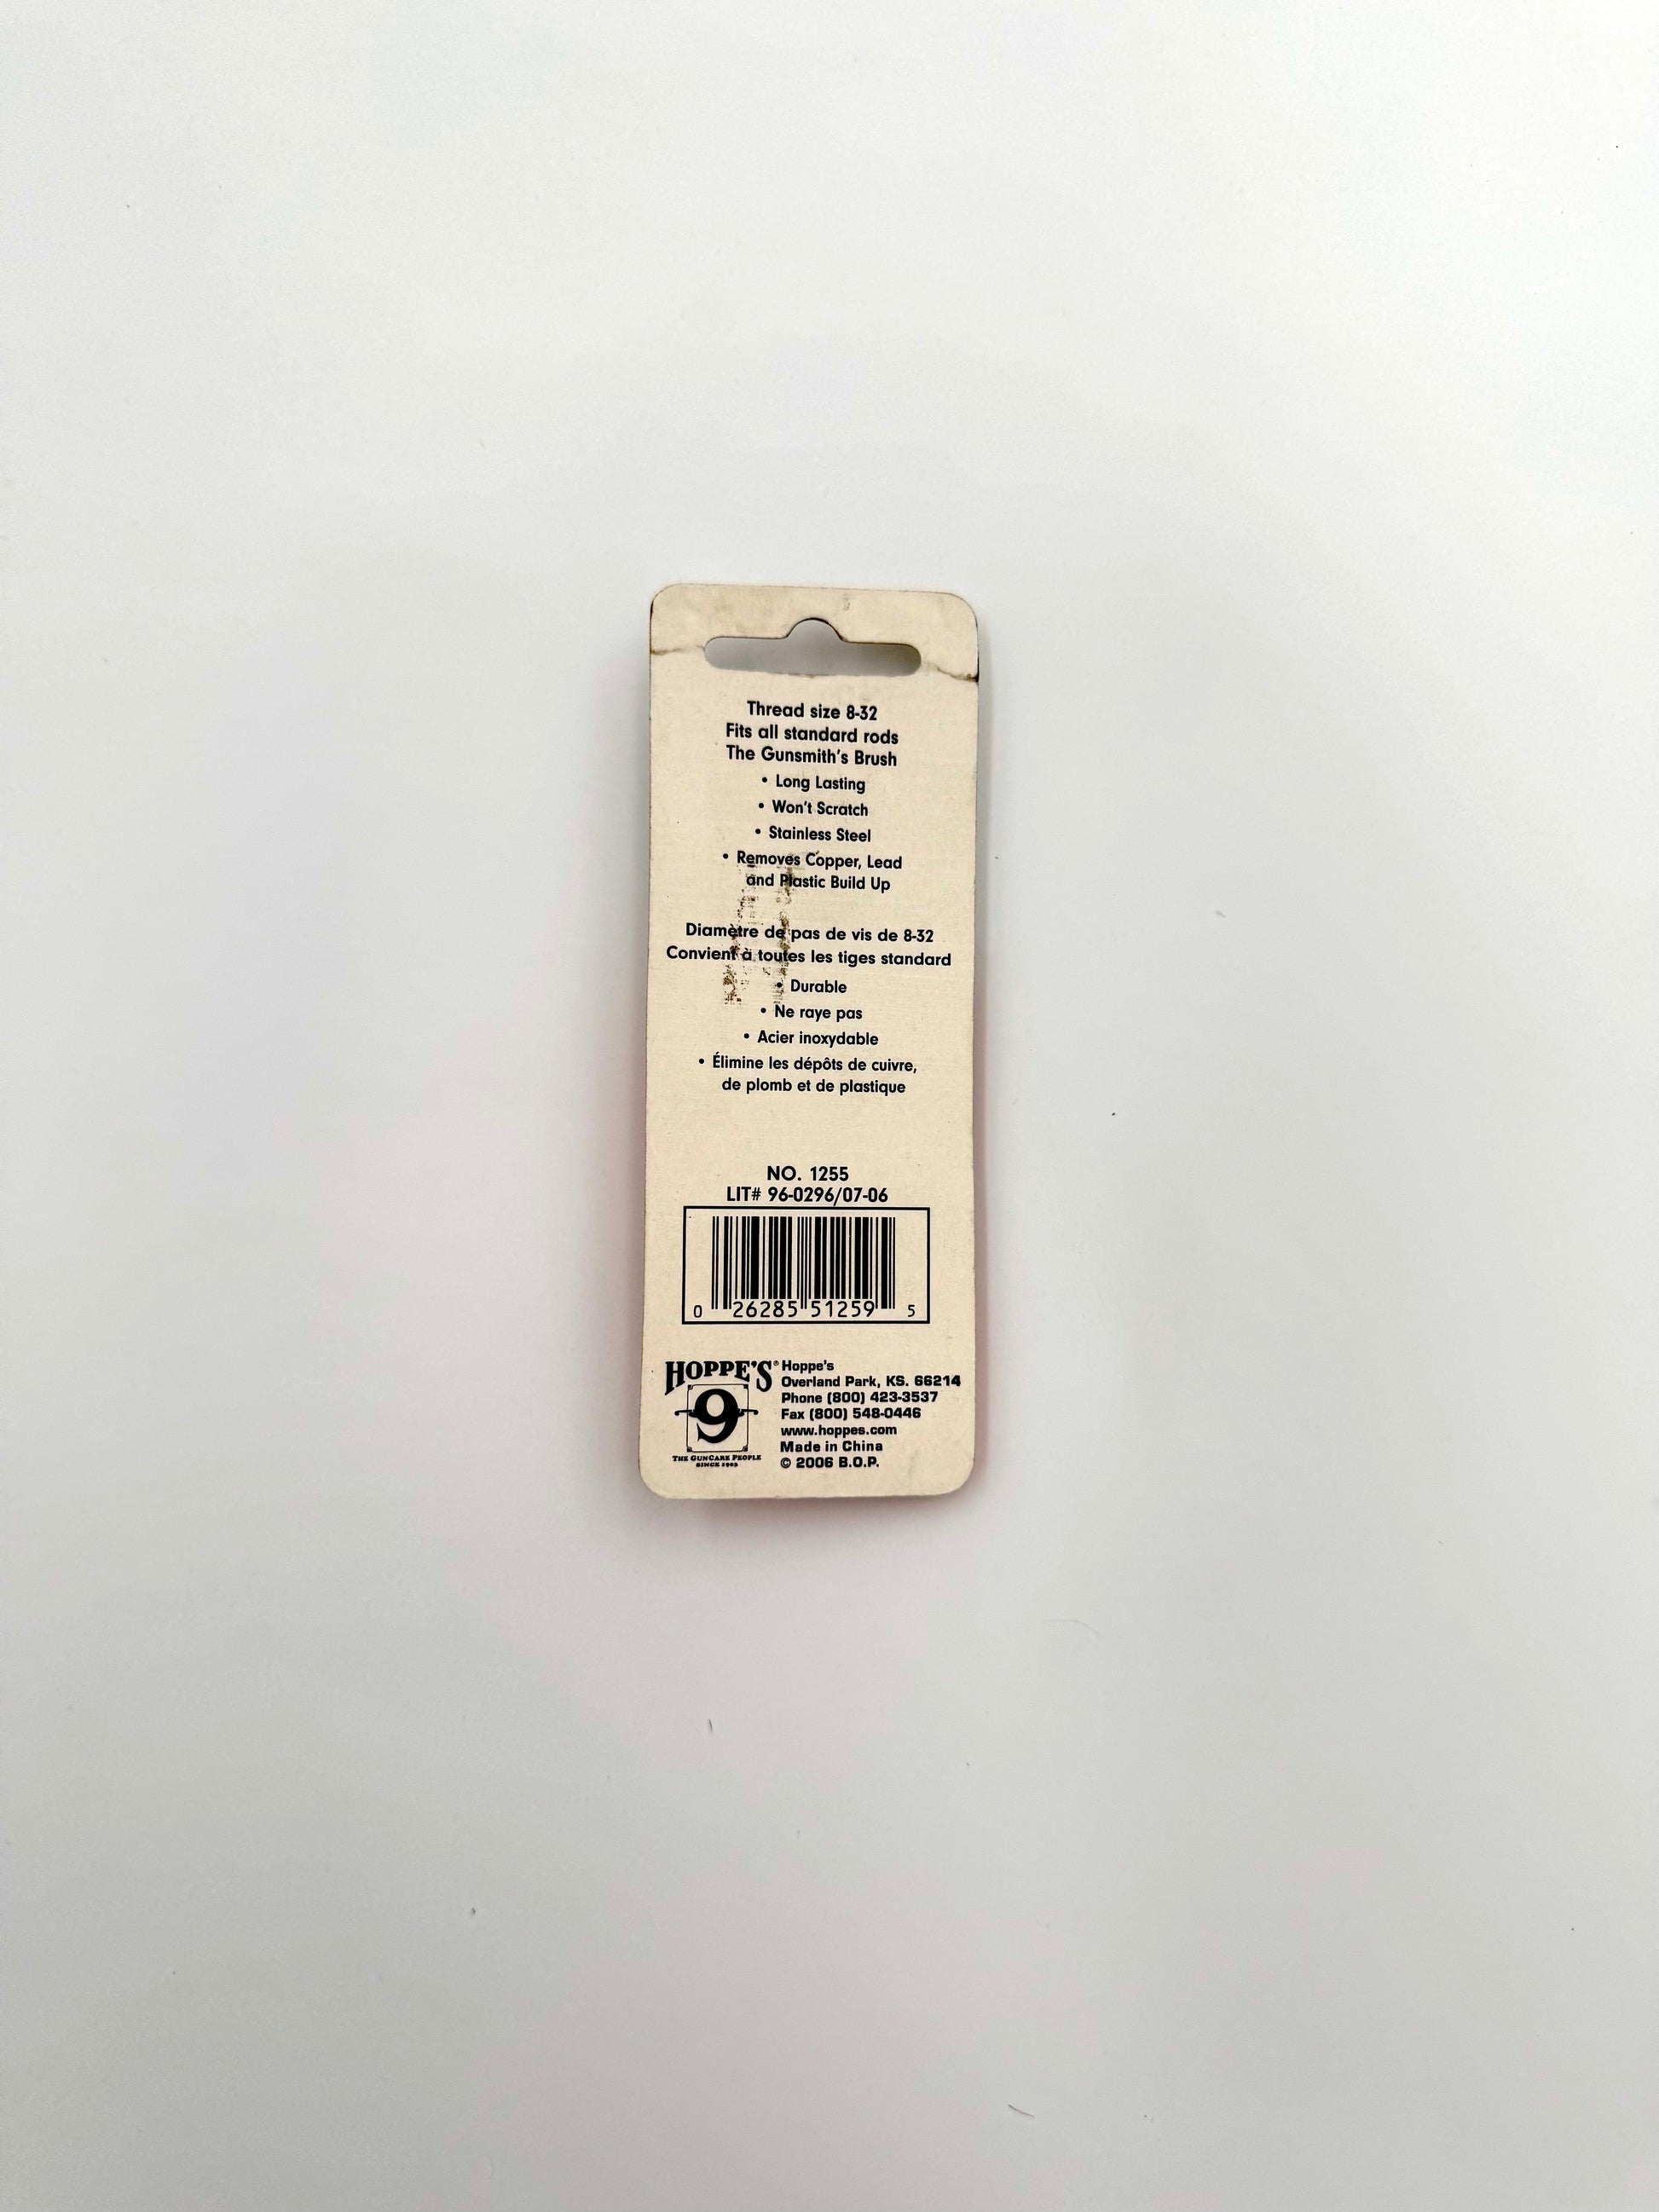 Thread size 8-32
Fits all standard rods
The Gunsmith's Brush
• Long Lasting
• Won't Scratch
• Stainless Steel
• Removes Copper, Lead
and Plastic Build Up
Diamètre de pas de vis de 8-32
Convient à toutes les tiges standard
• Durable
• Ne raye pas
• Acier inoxydable
• Élimine les dépôts de cuivre,
de plomb et de plastique
NO. 1255
LIT# 96-0296/07-06
0 26285 51259 5
HOPPE'S®
9
THE GUNCARE PEOPLE
SINCE 1903
Hoppe's
Overland Park, KS. 66214
Phone (800) 423-3537
Fax (800) 548-0446
www.hoppes.com
Made in China
© 2006 B.O.P.